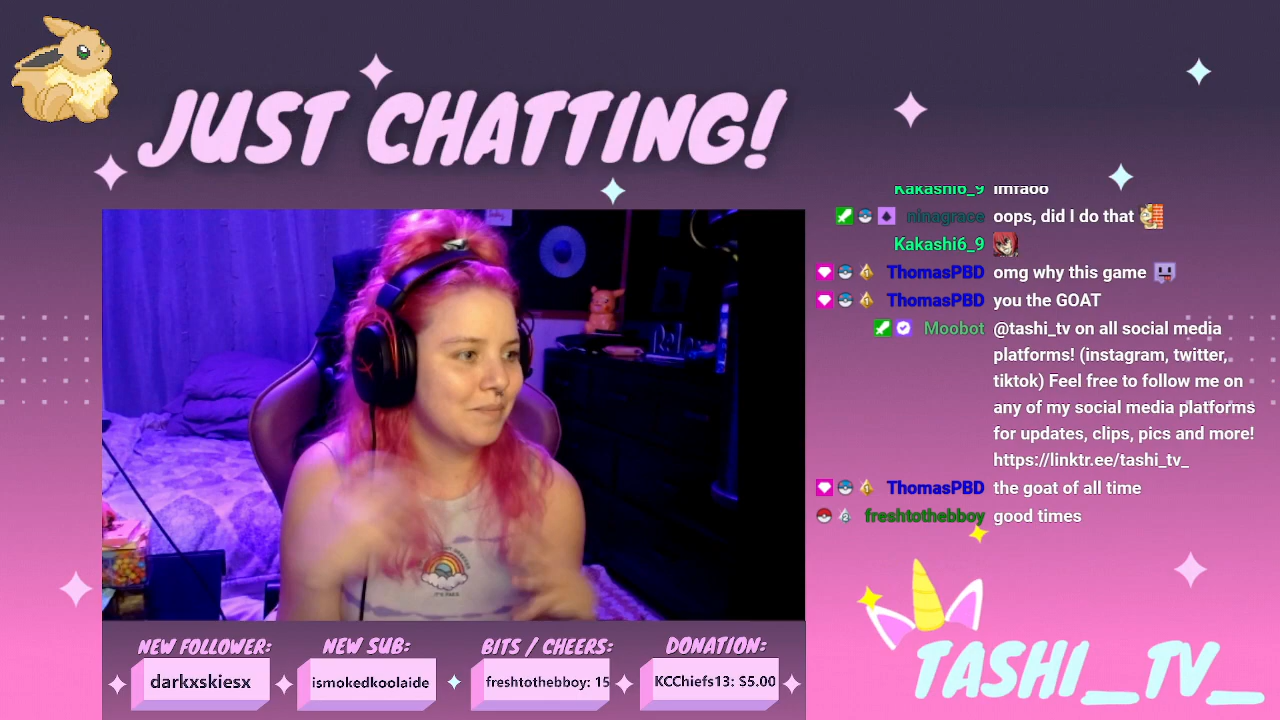 JUST CHATTING!
Kakashi6_9 lmfaoo
ninagrace oops, did I do that
Kakashi6_9
ThomasPBD omg why this game
ThomasPBD you the GOAT
Moobot @tashi_tv on all social media
platforms! (instagram, twitter,
tiktok) Feel free to follow me on
any of my social media platforms
for updates, clips, pics and more!
https://linktr.ee/tashi_tv_
ThomasPBD the goat of all time
freshtothebboy good times
NEW FOLLOWER: NEW SUB: BITS / CHEERS: DONATION:
darkxskiesx ismokedkoolaide freshtothebboy: 15 KCChiefs13: $5.00
TASHI_TV_